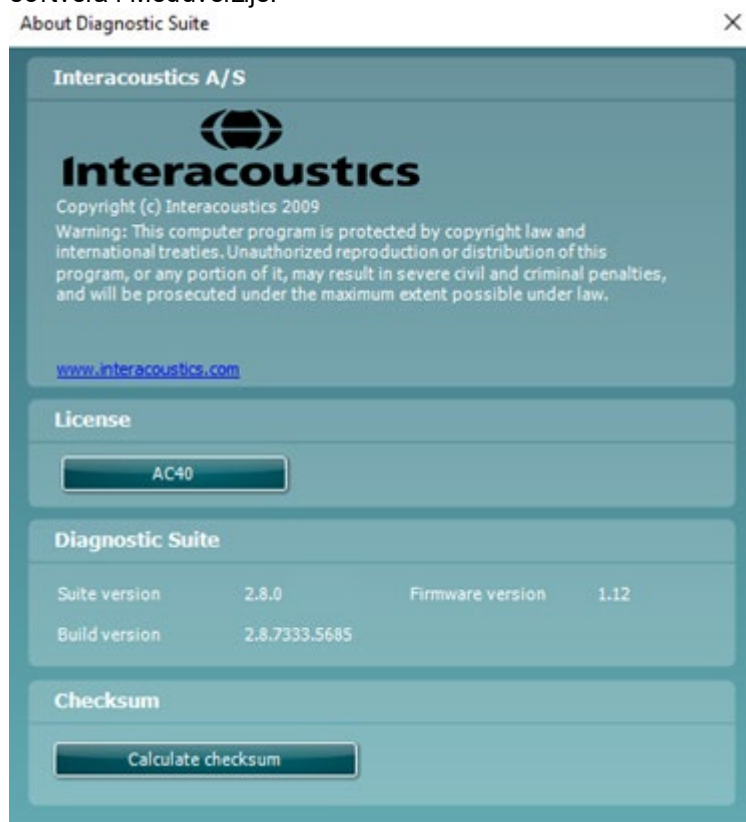 About Diagnostic Suite
Interacoustics A/S
Interacoustics
Copyright (c) Interacoustics 2009
Warning: This computer program is protected by copyright law and
international treaties. Unauthorized reproduction or distribution of this
program, or any portion of it, may result in severe civil and criminal penalties,
and will be prosecuted under the maximum extent possible under law.
www.interacoustics.com
License
AC40
Diagnostic Suite
Suite version 2.8.0 Firmware version 1.12
Build version 2.8.7333.5685
Checksum
Calculate checksum